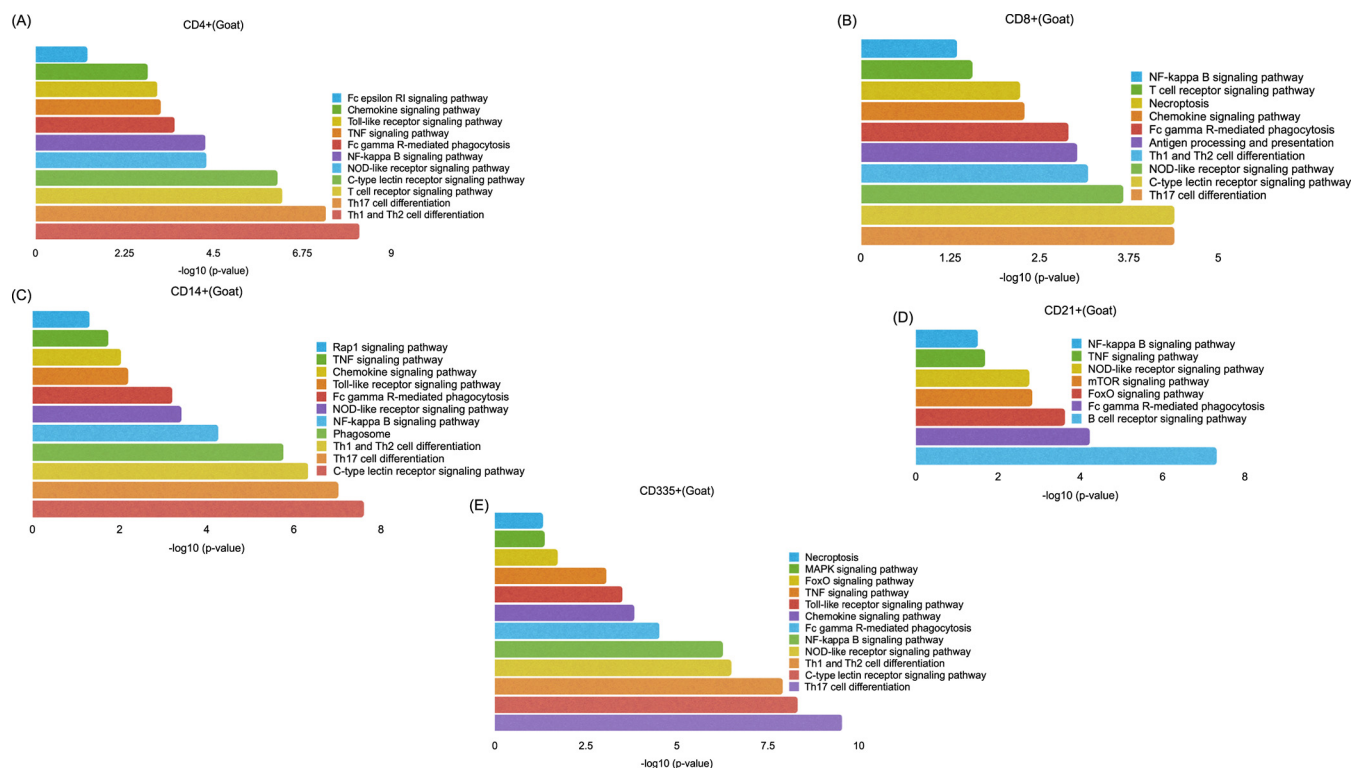 (A)
CD4+(Goat)
Fc epsilon RI signaling pathway
Chemokine signaling pathway
Toll-like receptor signaling pathway
TNF signaling pathway
Fc gamma R-mediated phagocytosis
NF-kappa B signaling pathway
NOD-like receptor signaling pathway
C-type lectin receptor signaling pathway
T cell receptor signaling pathway
Th17 cell differentiation
Th1 and Th2 cell differentiation
0 2.25 4.5 6.75 9
-log10 (p-value)
(B)
CD8+(Goat)
NF-kappa B signaling pathway
T cell receptor signaling pathway
Necroptosis
Chemokine signaling pathway
Fc gamma R-mediated phagocytosis
Antigen processing and presentation
Th1 and Th2 cell differentiation
NOD-like receptor signaling pathway
C-type lectin receptor signaling pathway
Th17 cell differentiation
0 1.25 2.5 3.75 5
-log10 (p-value)
(C)
CD14+(Goat)
Rap1 signaling pathway
TNF signaling pathway
Chemokine signaling pathway
Toll-like receptor signaling pathway
Fc gamma R-mediated phagocytosis
NOD-like receptor signaling pathway
NF-kappa B signaling pathway
Phagosome
Th1 and Th2 cell differentiation
Th17 cell differentiation
C-type lectin receptor signaling pathway
0 2 4 6 8
-log10 (p-value)
(D)
CD21+(Goat)
NF-kappa B signaling pathway
TNF signaling pathway
NOD-like receptor signaling pathway
mTOR signaling pathway
FoxO signaling pathway
Fc gamma R-mediated phagocytosis
B cell receptor signaling pathway
0 2 4 6 8
-log10 (p-value)
(E)
CD335+(Goat)
Necroptosis
MAPK signaling pathway
FoxO signaling pathway
TNF signaling pathway
Toll-like receptor signaling pathway
Chemokine signaling pathway
Fc gamma R-mediated phagocytosis
NF-kappa B signaling pathway
NOD-like receptor signaling pathway
Th1 and Th2 cell differentiation
C-type lectin receptor signaling pathway
Th17 cell differentiation
0 2.5 5 7.5 10
-log10 (p-value)